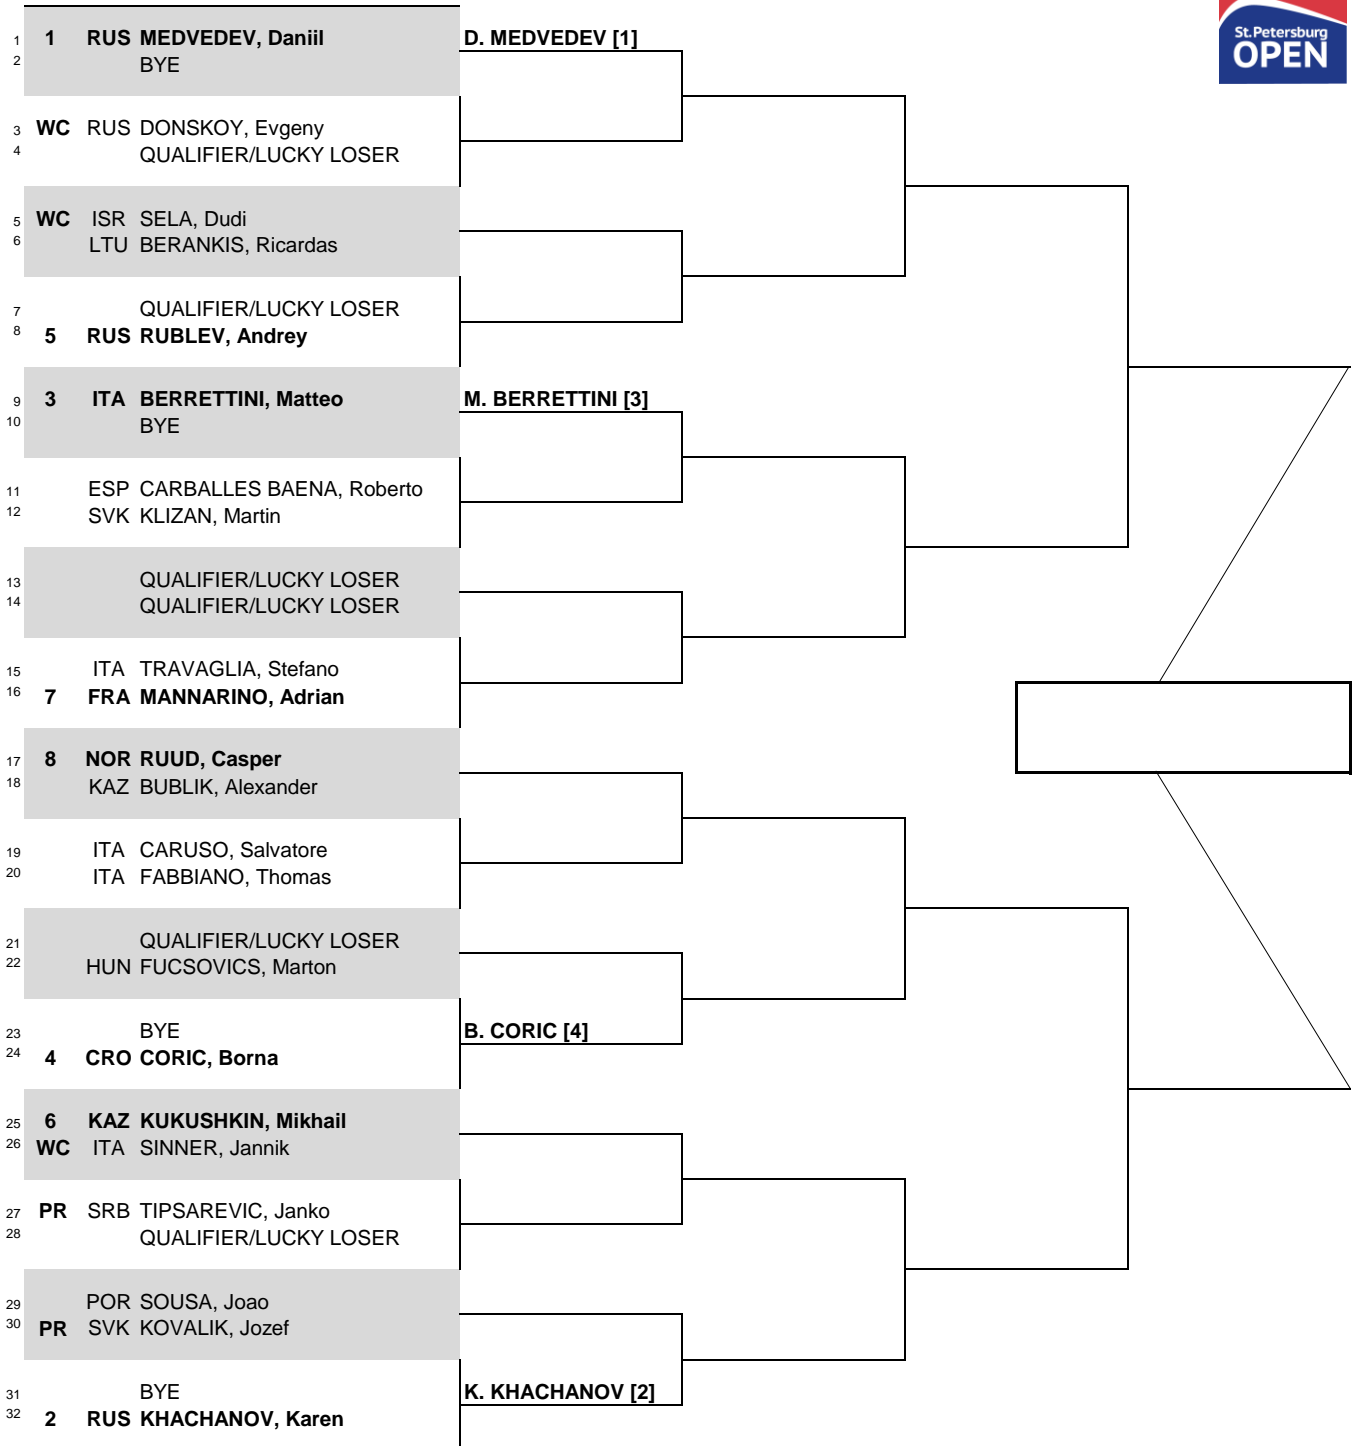 St.Petersburg
OPEN
1 1 RUS MEDVEDEV, Daniil D. MEDVEDEV [1]
2 BYE
3 WC RUS DONSKOY, Evgeny
4 QUALIFIER/LUCKY LOSER
5 WC ISR SELA, Dudi
6 LTU BERANKIS, Ricardas
7 QUALIFIER/LUCKY LOSER
8 5 RUS RUBLEV, Andrey
9 3 ITA BERRETTINI, Matteo M. BERRETTINI [3]
10 BYE
11 ESP CARBALLES BAENA, Roberto
12 SVK KLIZAN, Martin
13 QUALIFIER/LUCKY LOSER
14 QUALIFIER/LUCKY LOSER
15 ITA TRAVAGLIA, Stefano
16 7 FRA MANNARINO, Adrian
17 8 NOR RUUD, Casper
18 KAZ BUBLIK, Alexander
19 ITA CARUSO, Salvatore
20 ITA FABBIANO, Thomas
21 QUALIFIER/LUCKY LOSER
22 HUN FUCSOVICS, Marton
23 BYE B. CORIC [4]
24 4 CRO CORIC, Borna
25 6 KAZ KUKUSHKIN, Mikhail
26 WC ITA SINNER, Jannik
27 PR SRB TIPSAREVIC, Janko
28 QUALIFIER/LUCKY LOSER
29 POR SOUSA, Joao
30 PR SVK KOVALIK, Jozef
31 BYE K. KHACHANOV [2]
32 2 RUS KHACHANOV, Karen